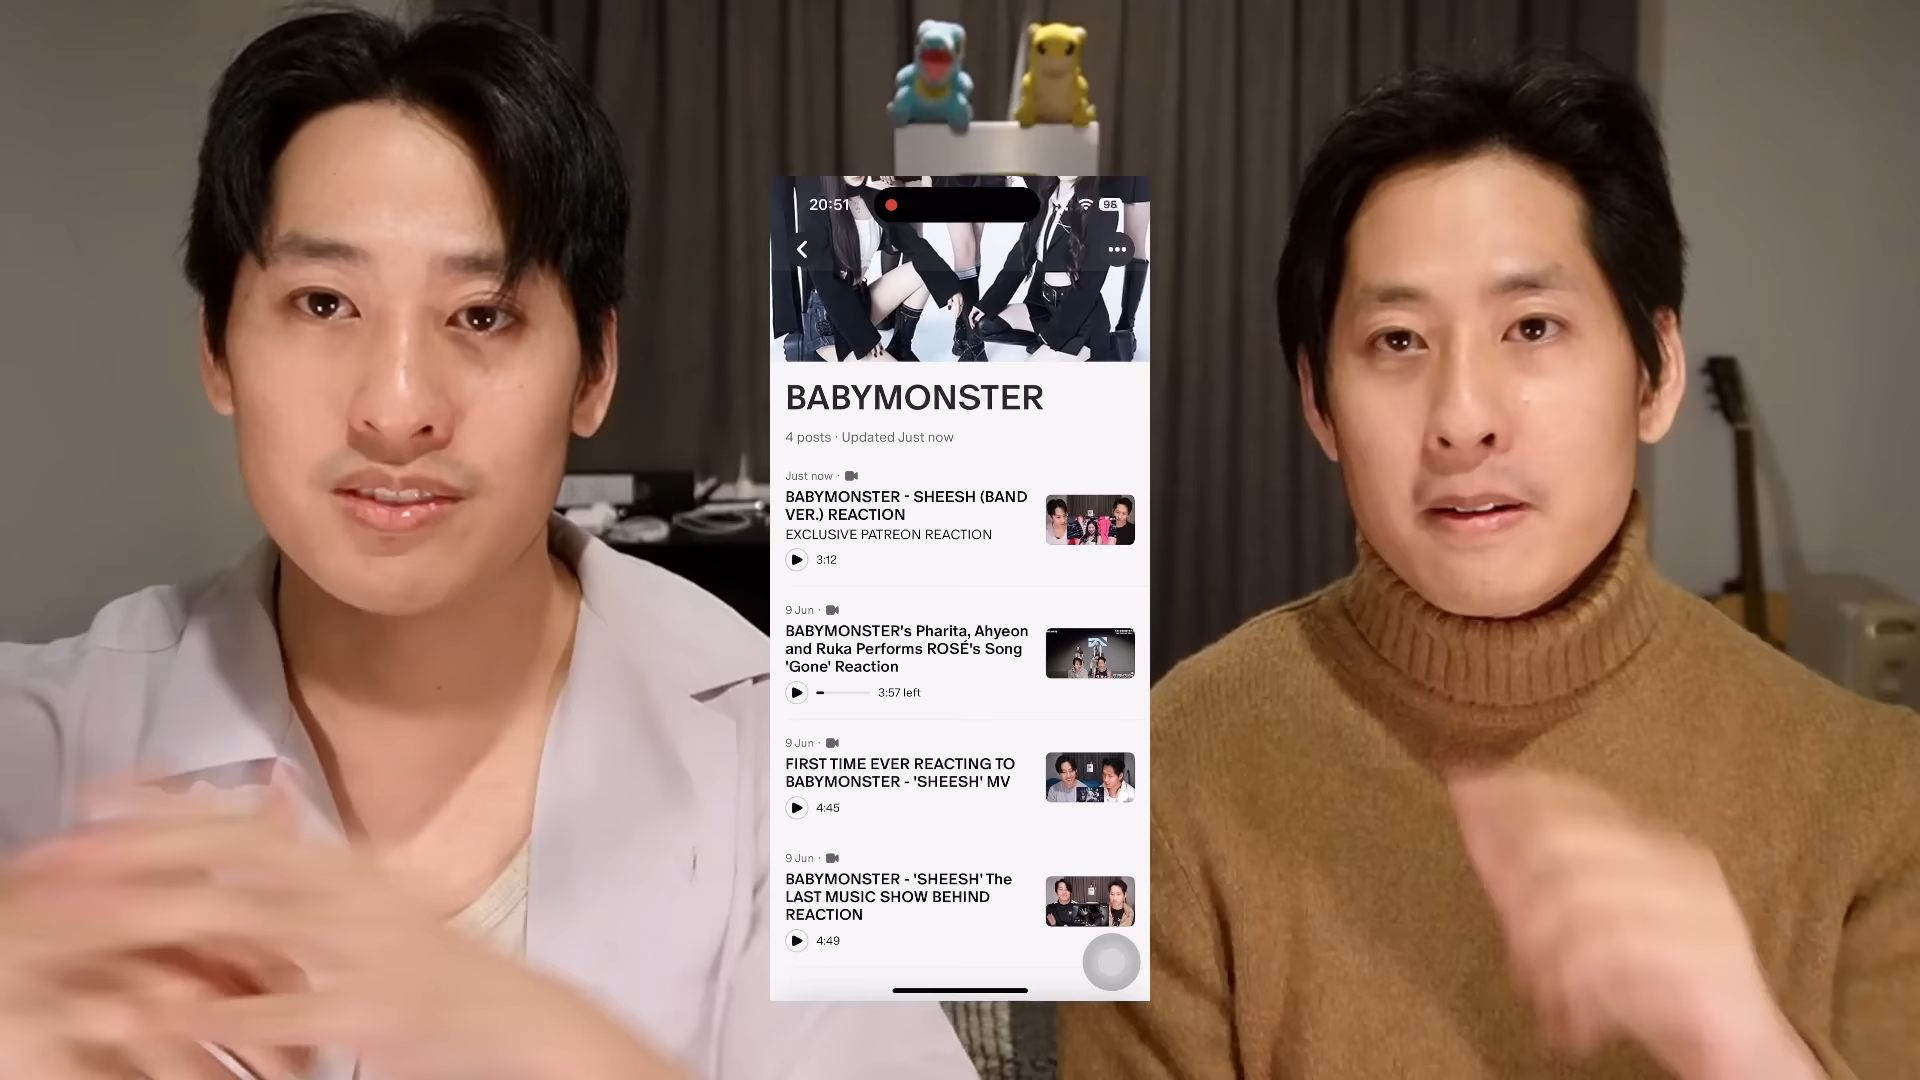 20:51
98
BABYMONSTER
4 posts · Updated Just now
Just now ·
BABYMONSTER - SHEESH (BAND
VER.) REACTION
EXCLUSIVE PATREON REACTION
3:12
9 Jun ·
BABYMONSTER's Pharita, Ahyeon
and Ruka Performs ROSÉ's Song
'Gone' Reaction
3:57 left
9 Jun ·
FIRST TIME EVER REACTING TO
BABYMONSTER - 'SHEESH' MV
4:45
9 Jun ·
BABYMONSTER - 'SHEESH' The
LAST MUSIC SHOW BEHIND
REACTION
4:49